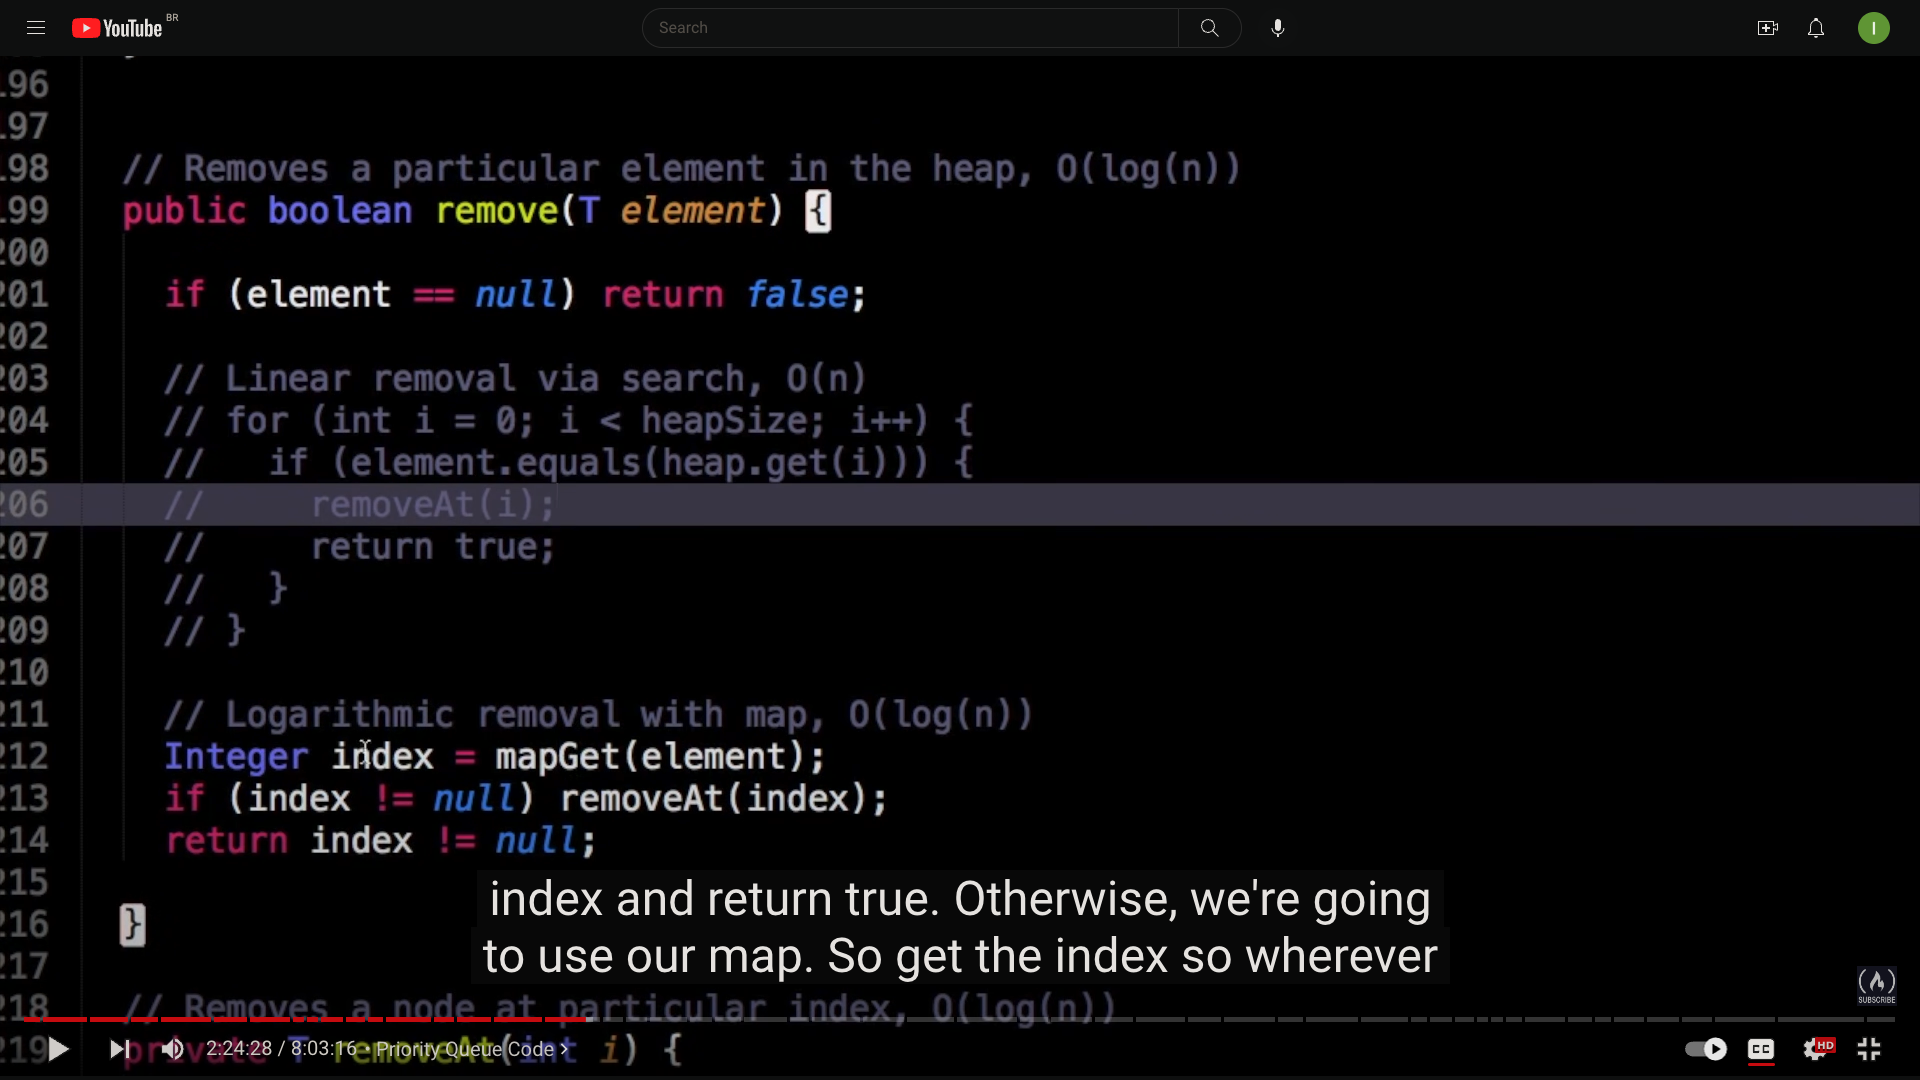 YouTube BR
Search
I
196
197
198 // Removes a particular element in the heap, O(log(n))
199 public boolean remove(T element) {
200
201 if (element == null) return false;
202
203 // Linear removal via search, O(n)
204 // for (int i = 0; i < heapSize; i++) {
205 //   if (element.equals(heap.get(i))) {
206 //     removeAt(i);
207 //     return true;
208 //   }
209 // }
210
211 // Logarithmic removal with map, O(log(n))
212 Integer index = mapGet(element);
213 if (index != null) removeAt(index);
214 return index != null;
215
index and return true. Otherwise, we're going
216 }
to use our map. So get the index so wherever
217
218 // Removes a node at particular index, O(log(n))
SUBSCRIBE
219 private T removeAt(int i) {
2:24:28 / 8:03:16 • Priority Queue Code >
CC
HD